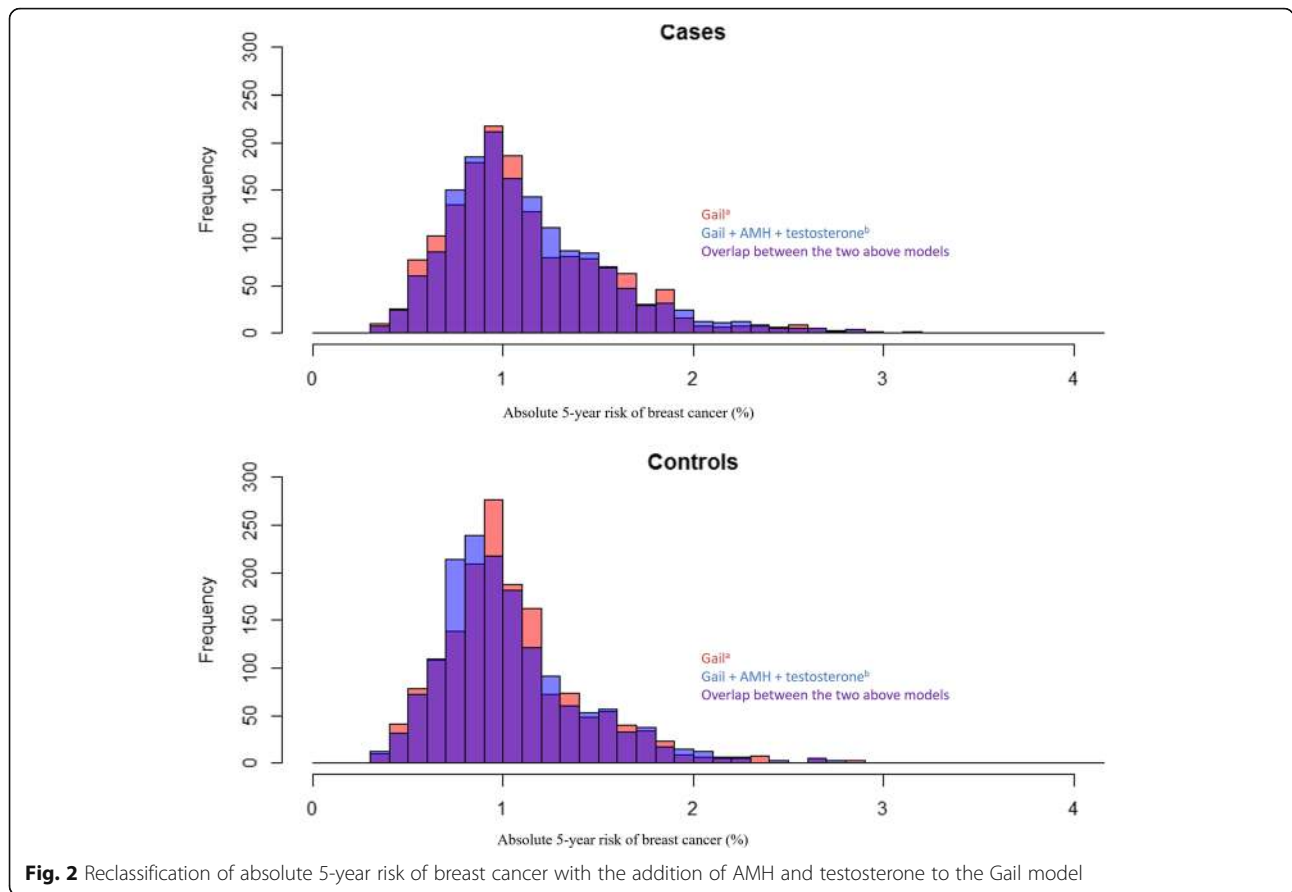 Cases
300
250
200
150
100
50
0
Frequency
Gailᵃ
Gail + AMH + testosteroneᵇ
Overlap between the two above models
0 1 2 3 4
Absolute 5-year risk of breast cancer (%)
Controls
300
250
200
150
100
50
0
Frequency
Gailᵃ
Gail + AMH + testosteroneᵇ
Overlap between the two above models
0 1 2 3 4
Absolute 5-year risk of breast cancer (%)
Fig. 2 Reclassification of absolute 5-year risk of breast cancer with the addition of AMH and testosterone to the Gail model